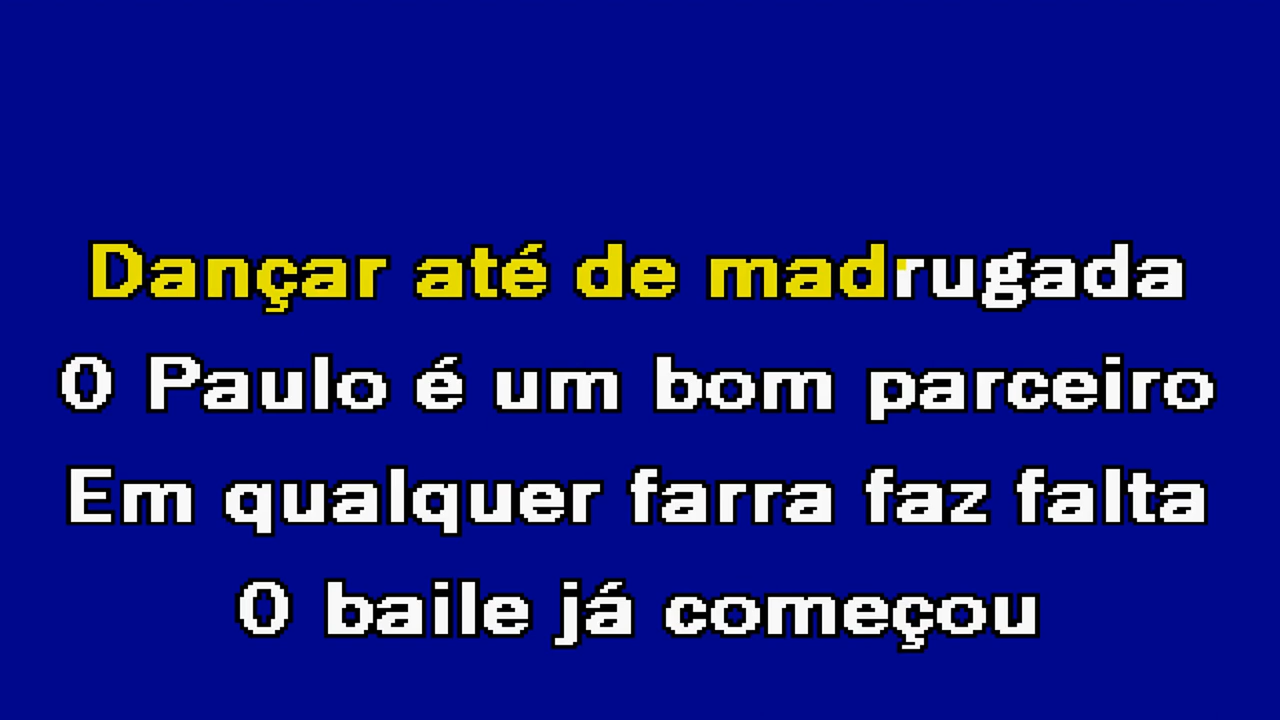 Dançar até de madrugada
O Paulo é um bom parceiro
Em qualquer farra faz falta
O baile já começou